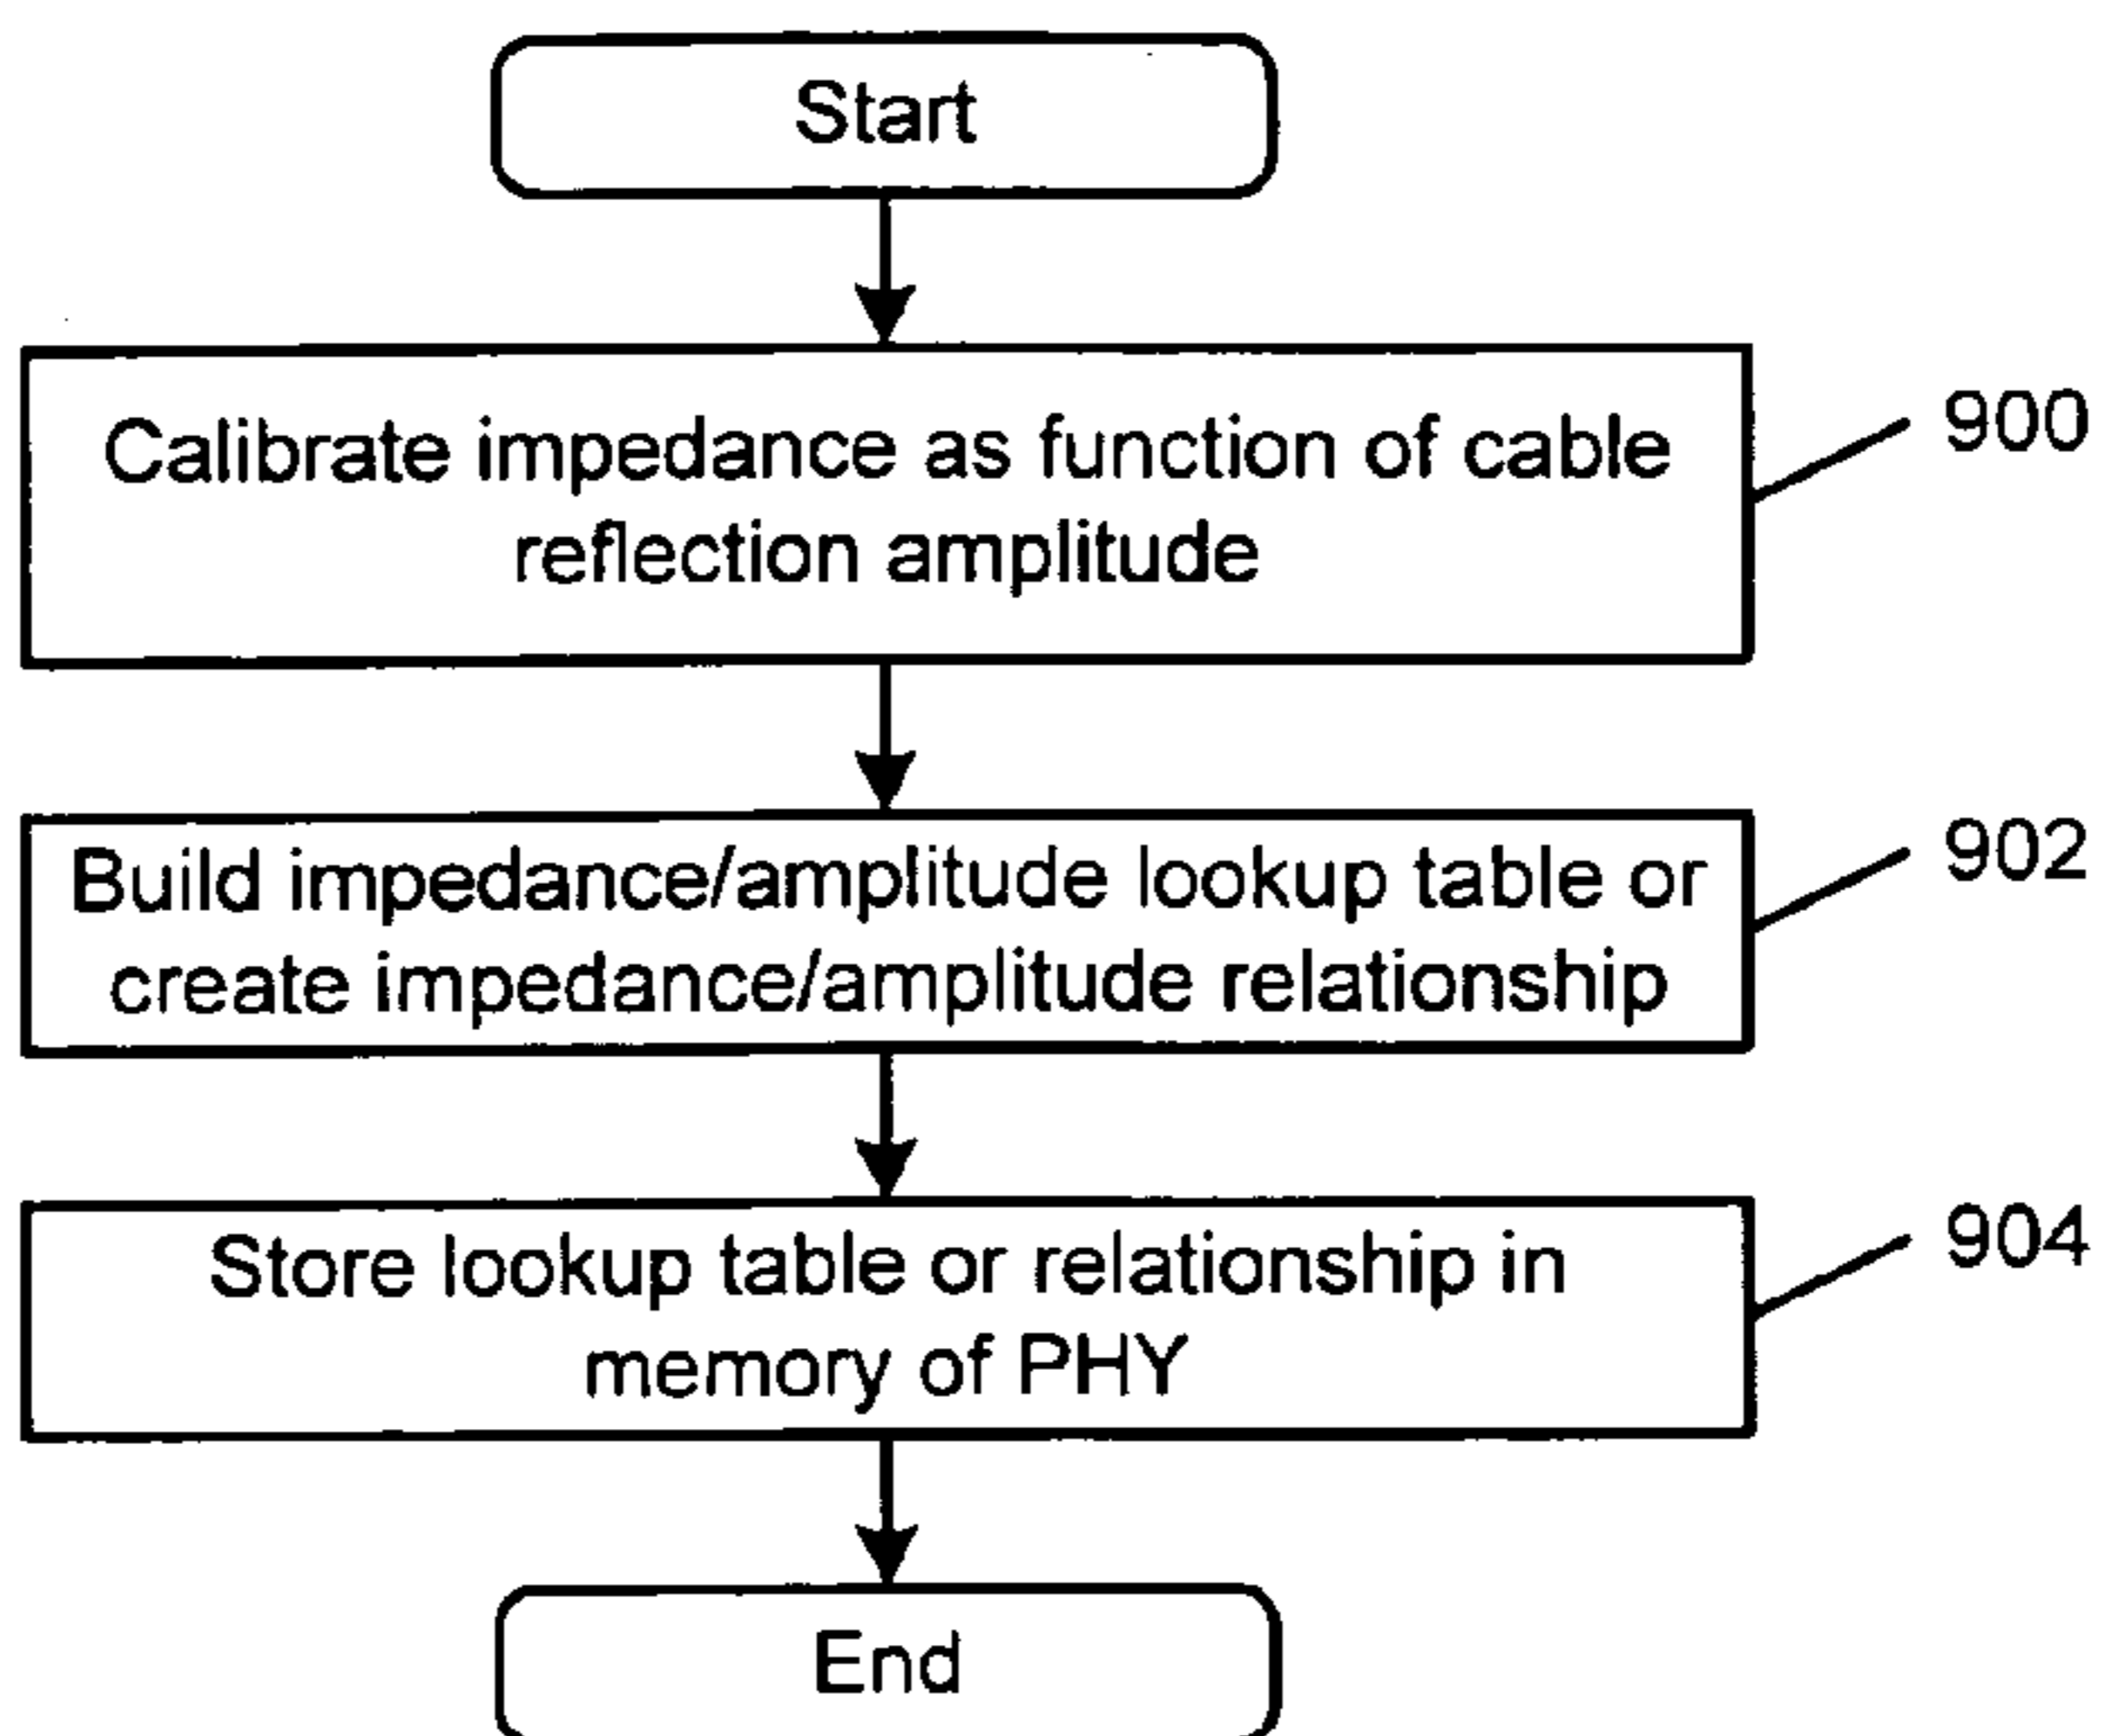 Start
Calibrate impedance as function of cable
reflection amplitude
900
Build impedance/amplitude lookup table or
create impedance/amplitude relationship
902
Store lookup table or relationship in
memory of PHY
904
End